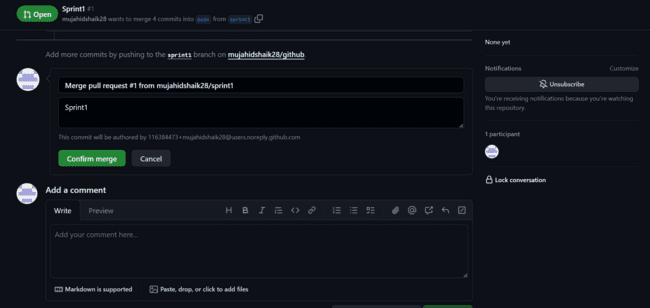 Open
Sprint1 #1
mujahidshaik28 wants to merge 4 commits into main from sprint1
Add more commits by pushing to the sprint1 branch on mujahidshaik28/github.
Merge pull request #1 from mujahidshaik28/sprint1
Sprint1
This commit will be authored by 116384473+mujahidshaik28@users.noreply.github.com
Confirm merge
Cancel
Add a comment
Write
Preview
Add your comment here...
Markdown is supported
Paste, drop, or click to add files
None yet
Notifications
Customize
Unsubscribe
You're receiving notifications because you're watching
this repository.
1 participant
Lock conversation